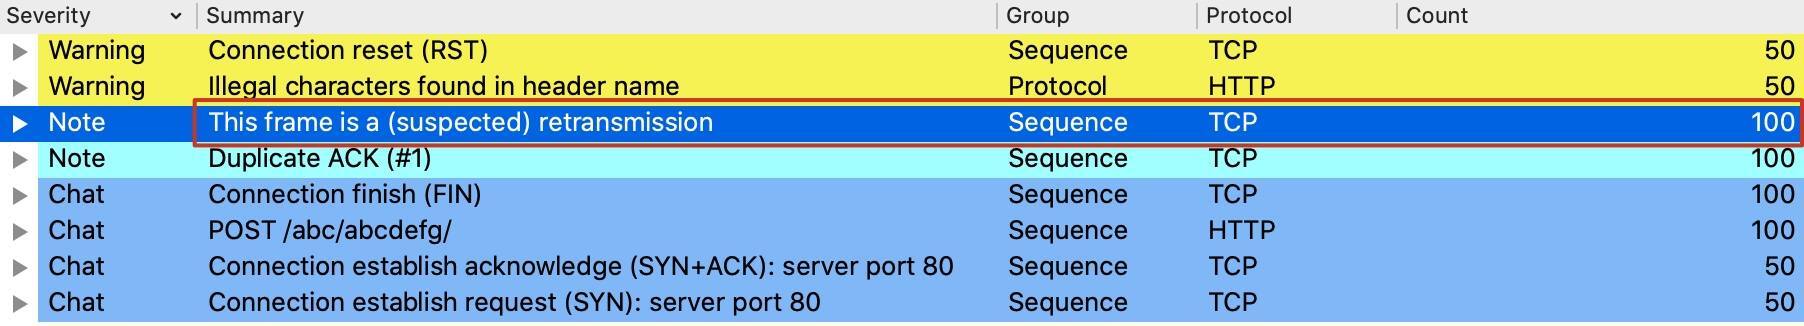 Severity Summary Group Protocol Count
Warning Connection reset (RST) Sequence TCP 50
Warning Illegal characters found in header name Protocol HTTP 50
Note This frame is a (suspected) retransmission Sequence TCP 100
Note Duplicate ACK (#1) Sequence TCP 100
Chat Connection finish (FIN) Sequence TCP 100
Chat POST /abc/abcdefg/ Sequence HTTP 100
Chat Connection establish acknowledge (SYN+ACK): server port 80 Sequence TCP 50
Chat Connection establish request (SYN): server port 80 Sequence TCP 50